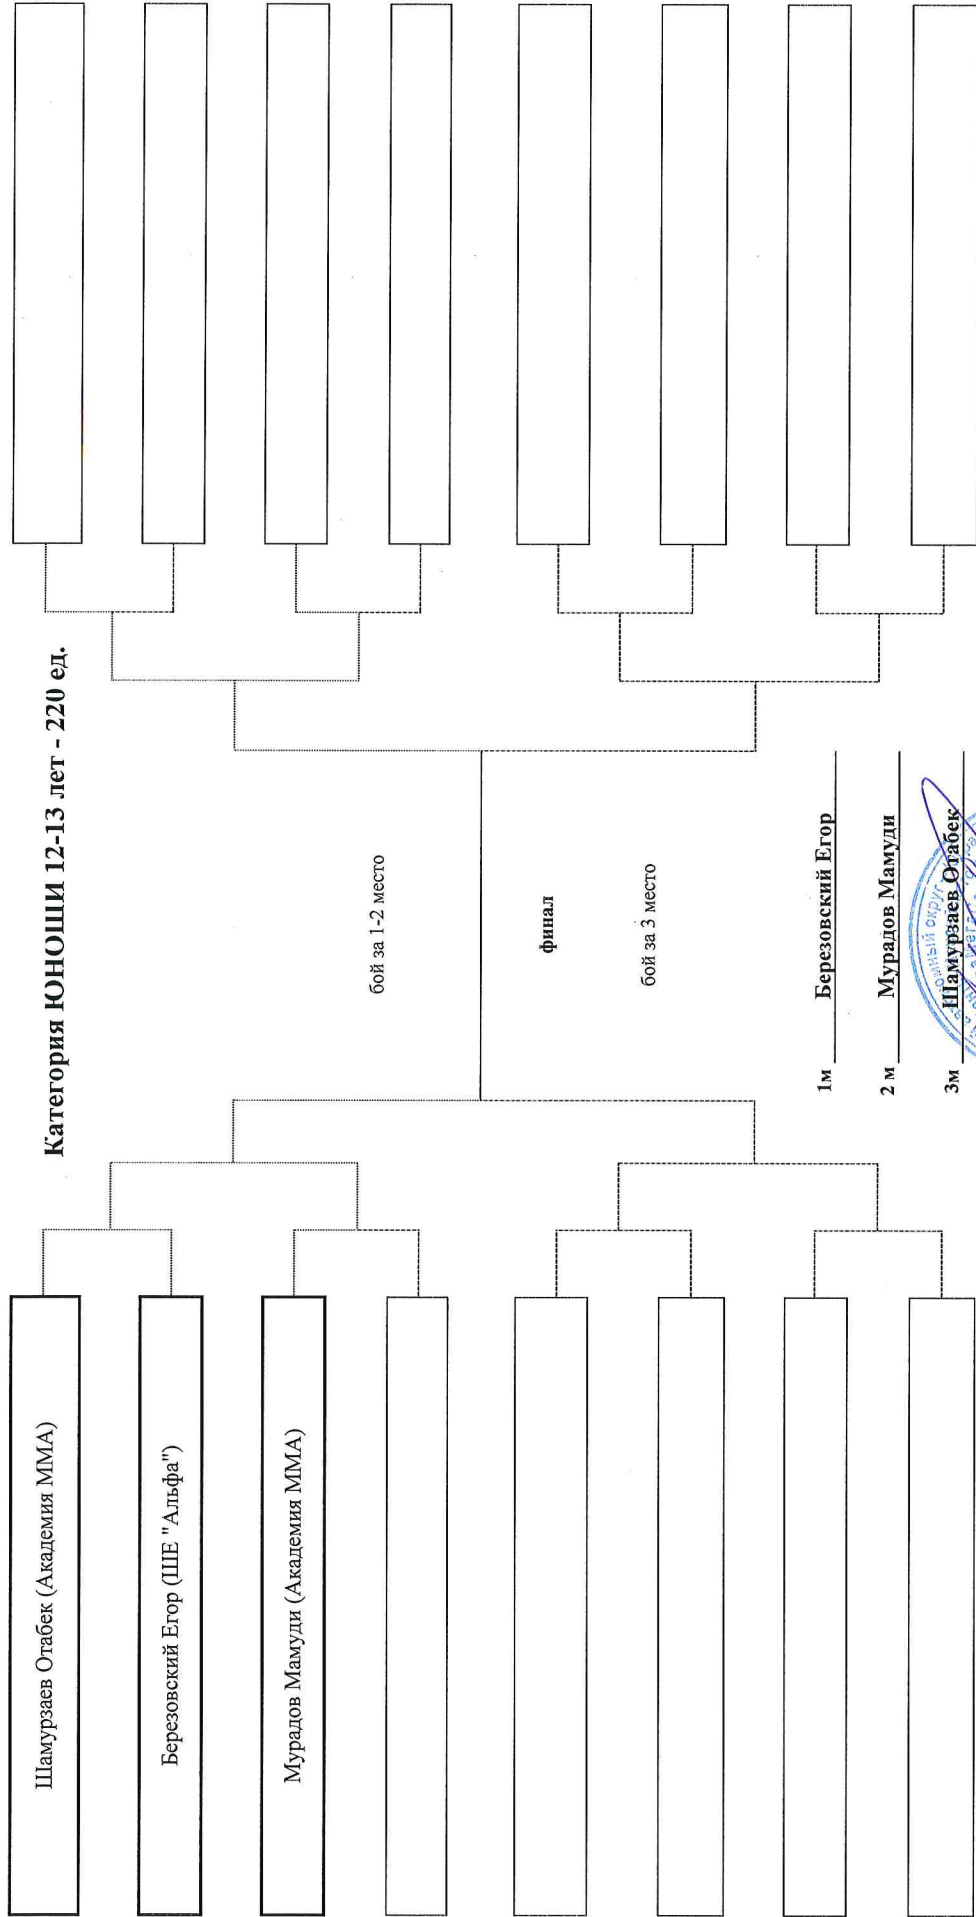 Категория ЮНОШИ 12-13 лет - 220 ед.
Шамурзаев Отабек (Академия ММА)
Березовский Егор (ШЕ "Альфа")
Мурадов Мамуди (Академия ММА)
бой за 1-2 место
финал
бой за 3 место
1м Березовский Егор
2 м Мурадов Мамуди
3м Шамурзаев Отабек
округ